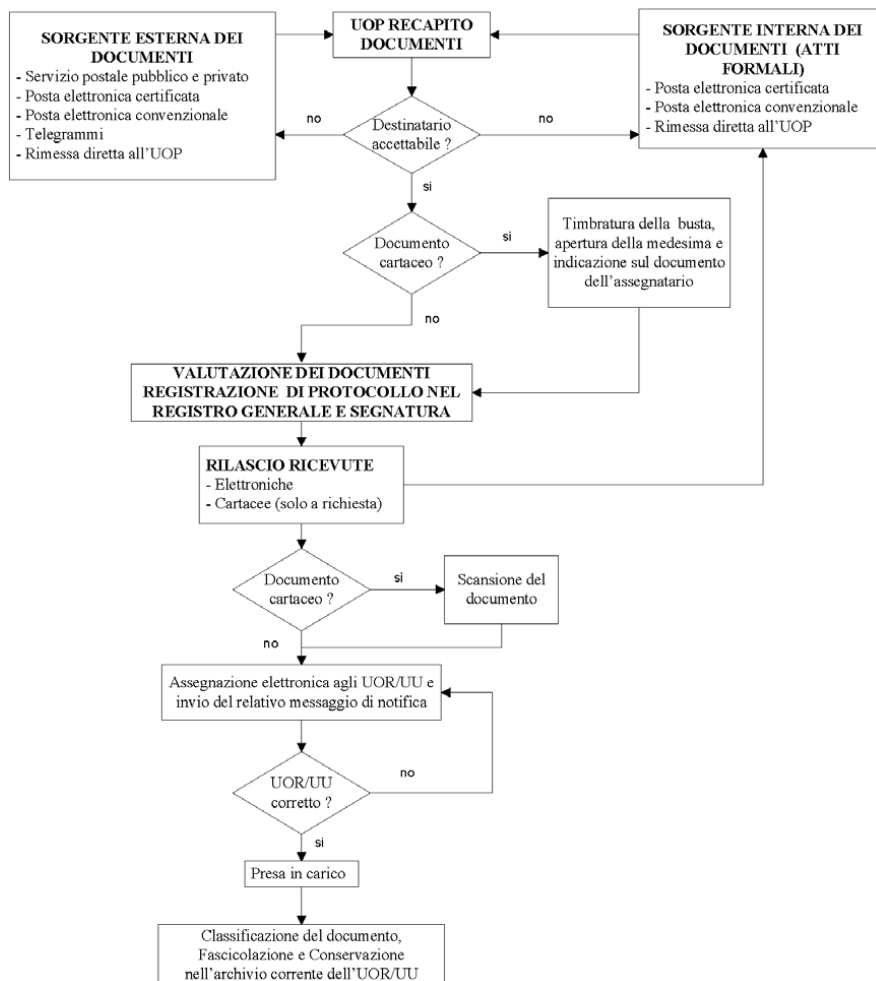 SORGENTE ESTERNA DEI
DOCUMENTI
- Servizio postale pubblico e privato
- Posta elettronica certificata
- Posta elettronica convenzionale
- Telegrammi
- Rimessa diretta all'UOP
UOP RECAPITO
DOCUMENTI
SORGENTE INTERNA DEI
DOCUMENTI (ATTI
FORMALI)
- Posta elettronica certificata
- Posta elettronica convenzionale
- Rimessa diretta all'UOP
no
Destinatario
accettabile ?
no
si
Documento
cartaceo ?
si
Timbratura della busta,
apertura della medesima e
indicazione sul documento
dell'assegnatario
no
VALUTAZIONE DEI DOCUMENTI
REGISTRAZIONE DI PROTOCOLLO NEL
REGISTRO GENERALE E SEGNATURA
RILASCIO RICEVUTE
- Elettroniche
- Cartacee (solo a richiesta)
Documento
cartaceo ?
si
Scansione del
documento
no
Assegnazione elettronica agli UOR/UU e
invio del relativo messaggio di notifica
UOR/UU
corretto ?
no
si
Presa in carico
Classificazione del documento,
Fascicolazione e Conservazione
nell'archivio corrente dell'UOR/UU